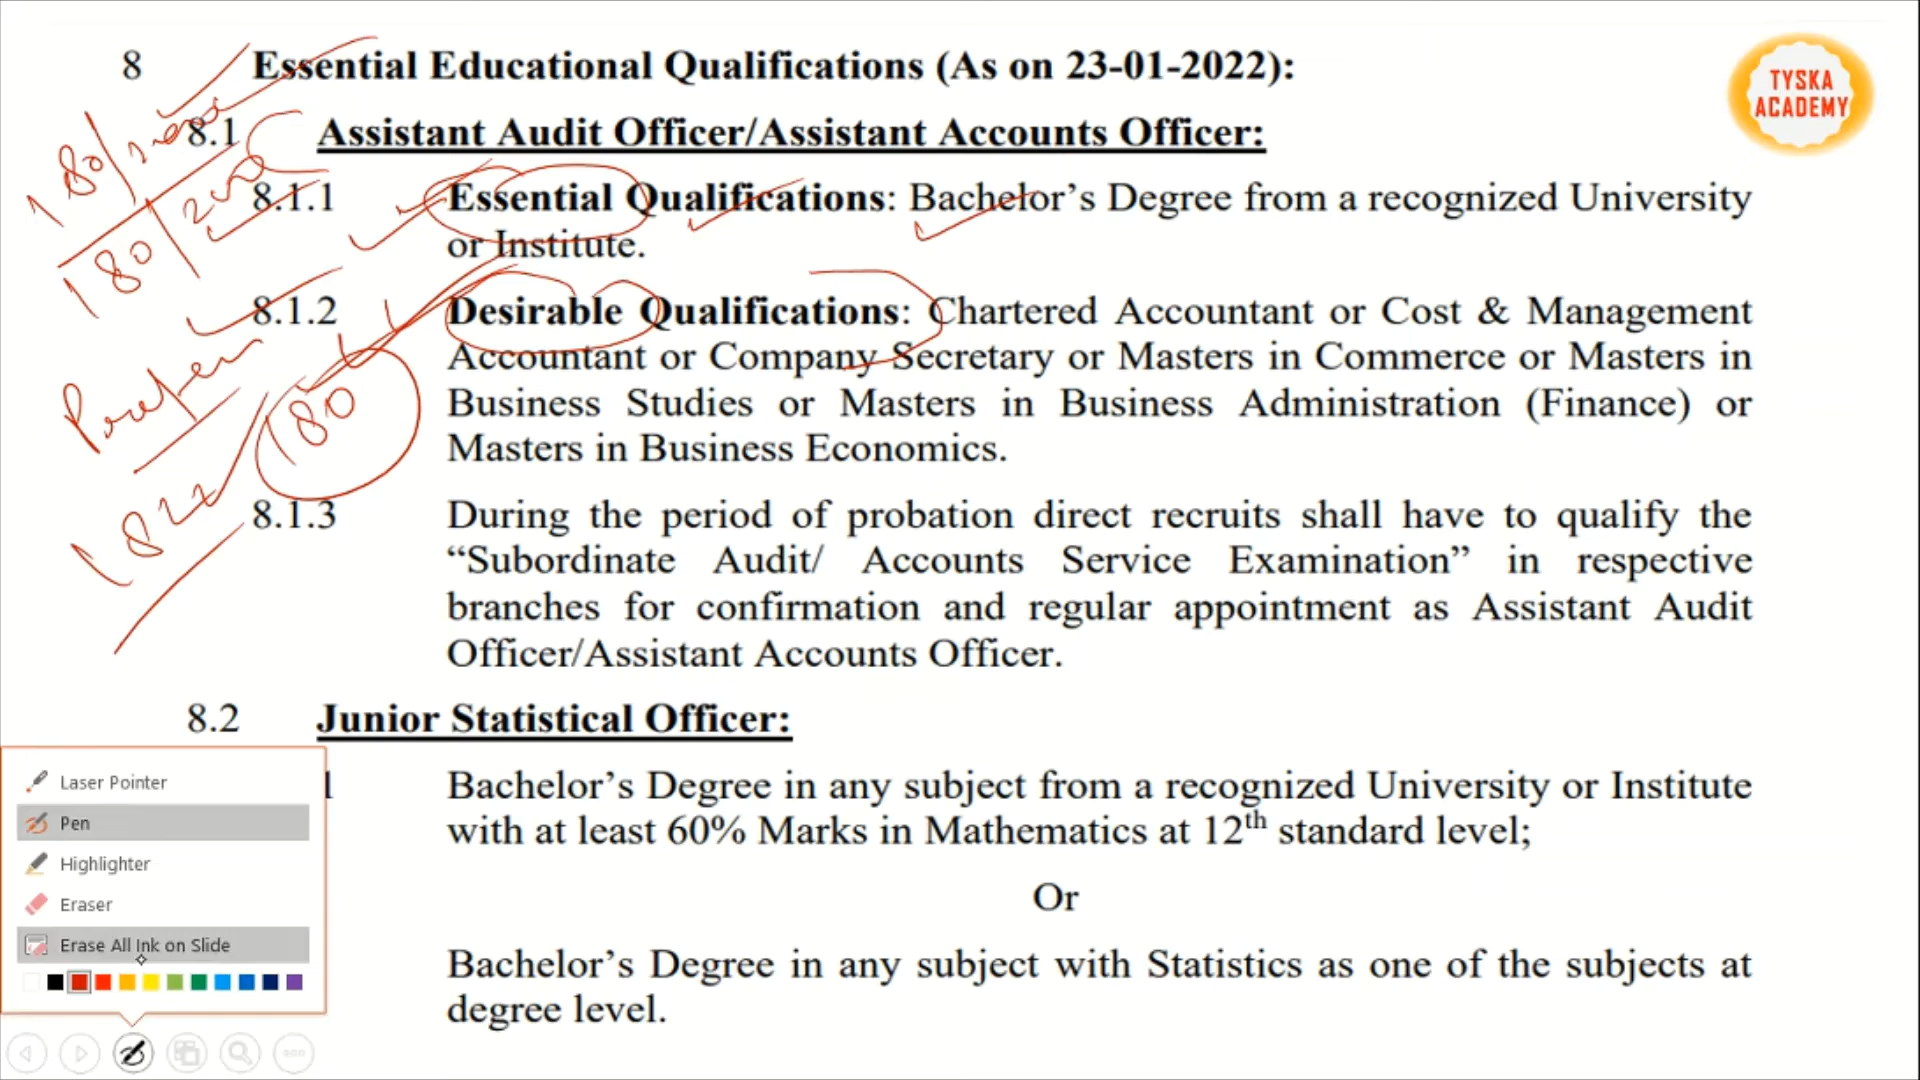 8 Essential Educational Qualifications (As on 23-01-2022):
TYSKA
ACADEMY
8.1 Assistant Audit Officer/Assistant Accounts Officer:
8.1.1 Essential Qualifications: Bachelor’s Degree from a recognized University
or Institute.
8.1.2 Desirable Qualifications: Chartered Accountant or Cost & Management
Accountant or Company Secretary or Masters in Commerce or Masters in
Business Studies or Masters in Business Administration (Finance) or
Masters in Business Economics.
8.1.3 During the period of probation direct recruits shall have to qualify the
“Subordinate Audit/ Accounts Service Examination” in respective
branches for confirmation and regular appointment as Assistant Audit
Officer/Assistant Accounts Officer.
8.2 Junior Statistical Officer:
1 Bachelor’s Degree in any subject from a recognized University or Institute
with at least 60% Marks in Mathematics at 12th standard level;
Or
Bachelor’s Degree in any subject with Statistics as one of the subjects at
degree level.
180
180
180
Laser Pointer
Pen
Highlighter
Eraser
Erase All Ink on Slide